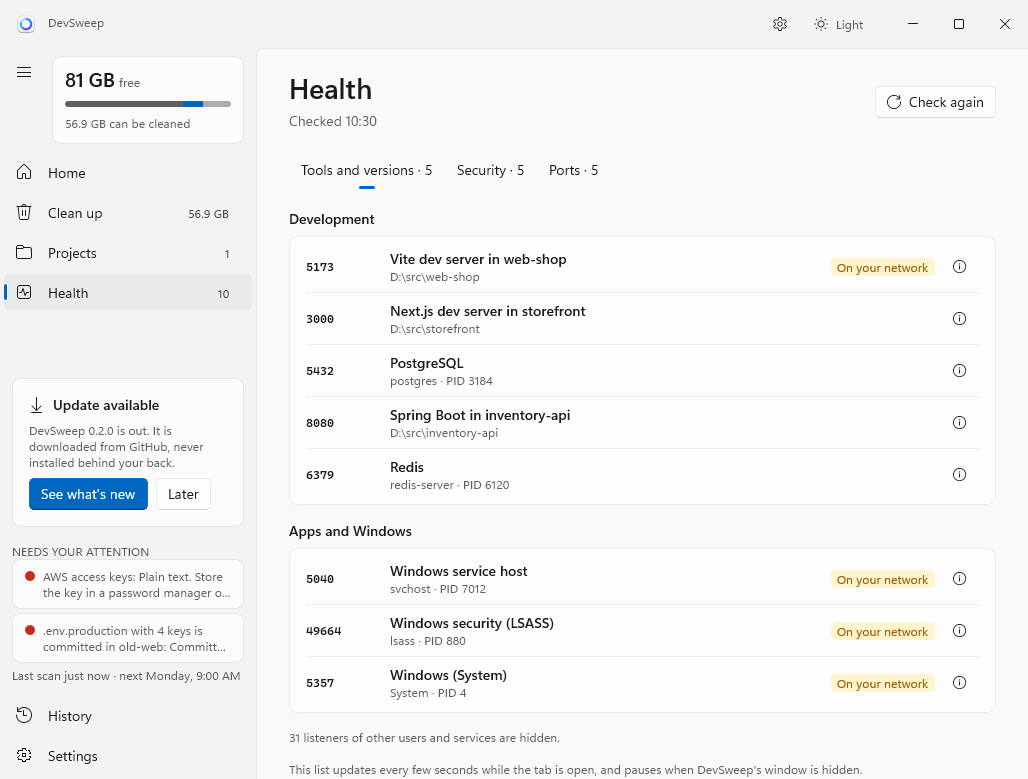 DevSweep
Light
81 GB free
56.9 GB can be cleaned
Home
Clean up 56.9 GB
Projects 1
Health 10
Update available
DevSweep 0.2.0 is out. It is
downloaded from GitHub, never
installed behind your back.
See what's new Later
NEEDS YOUR ATTENTION
AWS access keys: Plain text. Store
the key in a password manager o...
.env.production with 4 keys is
committed in old-web: Committ...
Last scan just now · next Monday, 9:00 AM
History
Settings
Health
Checked 10:30
Check again
Tools and versions · 5 Security · 5 Ports · 5
Development
5173 Vite dev server in web-shop On your network
D:\src\web-shop
3000 Next.js dev server in storefront
D:\src\storefront
5432 PostgreSQL
postgres · PID 3184
8080 Spring Boot in inventory-api
D:\src\inventory-api
6379 Redis
redis-server · PID 6120
Apps and Windows
5040 Windows service host On your network
svchost · PID 7012
49664 Windows security (LSASS) On your network
lsass · PID 880
5357 Windows (System) On your network
System · PID 4
31 listeners of other users and services are hidden.
This list updates every few seconds while the tab is open, and pauses when DevSweep's window is hidden.